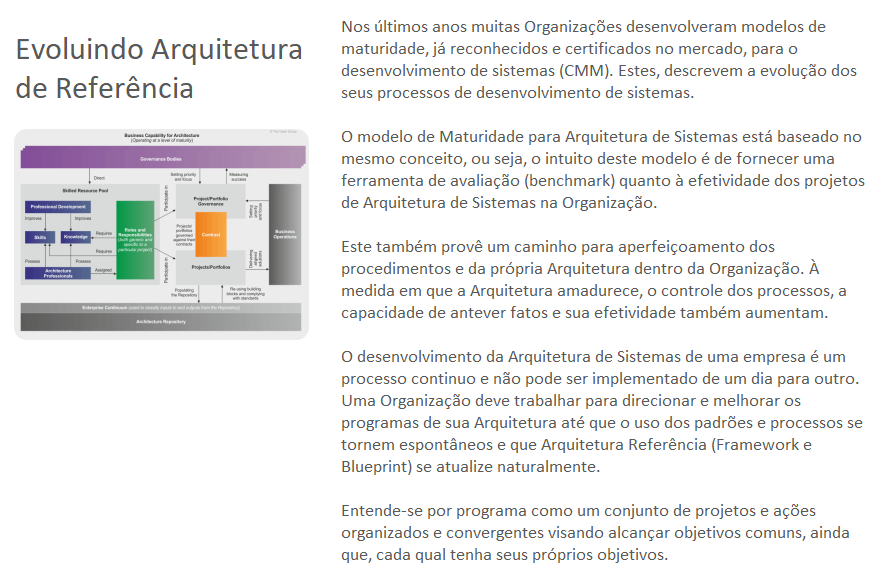 Evoluindo Arquitetura
de Referência
Nos últimos anos muitas Organizações desenvolveram modelos de
maturidade, já reconhecidos e certificados no mercado, para o
desenvolvimento de sistemas (CMM). Estes, descrevem a evolução dos
seus processos de desenvolvimento de sistemas.
O modelo de Maturidade para Arquitetura de Sistemas está baseado no
mesmo conceito, ou seja, o intuito deste modelo é de fornecer uma
ferramenta de avaliação (benchmark) quanto à efetividade dos projetos
de Arquitetura de Sistemas na Organização.
Este também provê um caminho para aperfeiçoamento dos
procedimentos e da própria Arquitetura dentro da Organização. À
medida em que a Arquitetura amadurece, o controle dos processos, a
capacidade de antever fatos e sua efetividade também aumentam.
O desenvolvimento da Arquitetura de Sistemas de uma empresa é um
processo continuo e não pode ser implementado de um dia para outro.
Uma Organização deve trabalhar para direcionar e melhorar os
programas de sua Arquitetura até que o uso dos padrões e processos se
tornem espontâneos e que Arquitetura Referência (Framework e
Blueprint) se atualize naturalmente.
Entende-se por programa como um conjunto de projetos e ações
organizados e convergentes visando alcançar objetivos comuns, ainda
que, cada qual tenha seus próprios objetivos.
Business Capability for Architecture
(Operating at a level of maturity)
Governance Bodies
Direct
Setting priority
and focus
Measuring
success
Skilled Resource Pool
Professional Development
Improves
Improves
Skills
Knowledge
Requires
Requires
Possess
Possess
Architecture
Professionals
Assigned
Roles and
Responsibilities
(both generic and
specific to a
particular project)
Participate in
Participate in
Project/Portfolio
Governance
Projects/
portfolios
governed
against their
contracts
Contract
Projects/Portfolios
Setting
priority
and focus
Delivering
aligned
solutions
Business
Operations
Populating
the Repository
Re-using building
blocks and complying
with standards
Enterprise Continuum (used to classify inputs to and outputs from the Repository)
Architecture Repository